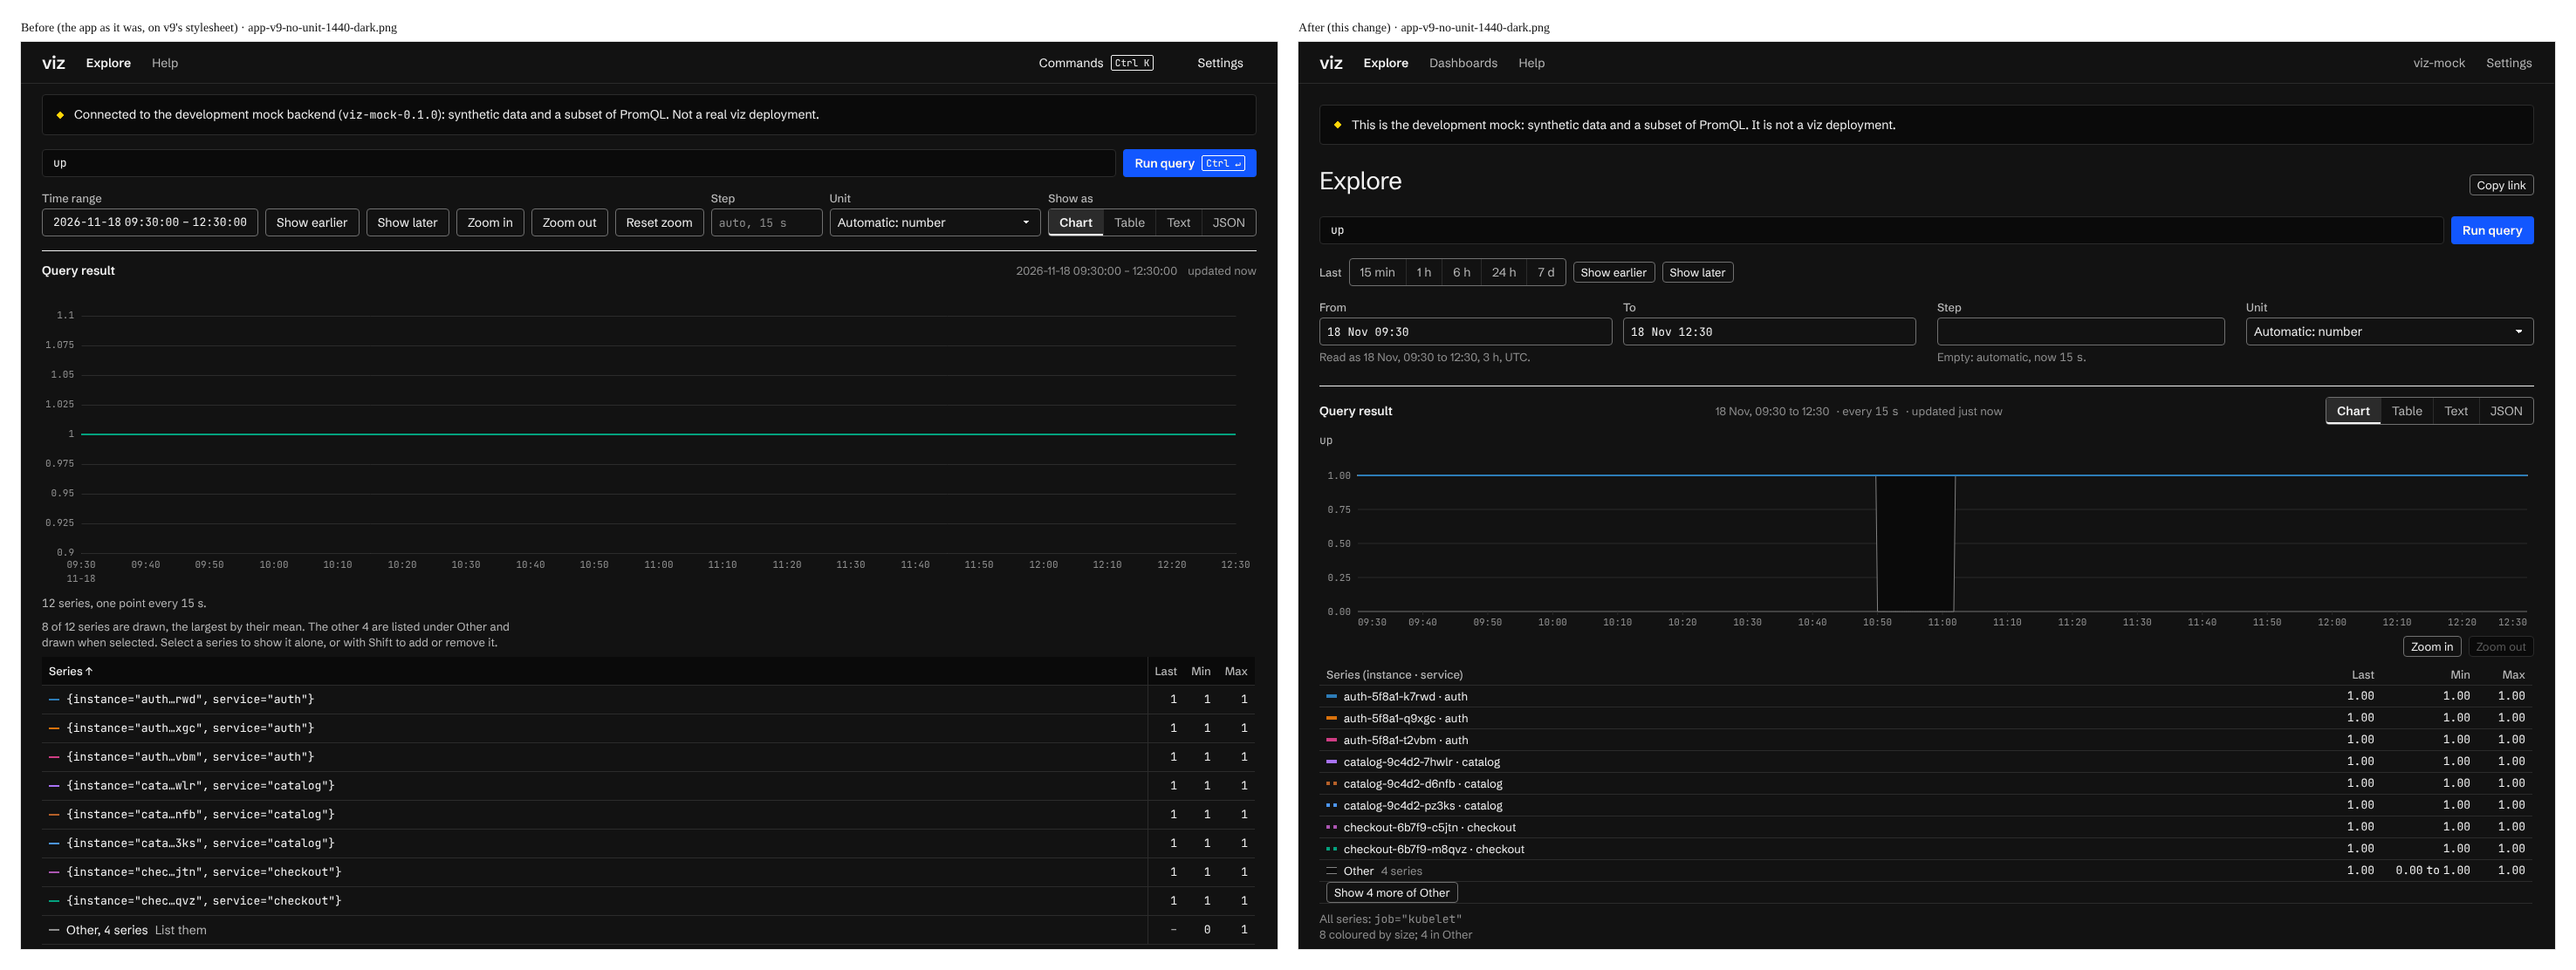 Before (the app as it was, on v9's stylesheet) · app-v9-no-unit-1440-dark.png
viz Explore Help Commands Ctrl K Settings
Connected to the development mock backend (viz-mock-0.1.0): synthetic data and a subset of PromQL. Not a real viz deployment.
up Run query Ctrl ↵
Time range Step Unit Show as
2026-11-18 09:30:00 – 12:30:00 Show earlier Show later Zoom in Zoom out Reset zoom auto, 15 s Automatic: number Chart Table Text JSON
Query result 2026-11-18 09:30:00 – 12:30:00 updated now
1.1
1.075
1.05
1.025
1
0.975
0.95
0.925
0.9
09:30 09:40 09:50 10:00 10:10 10:20 10:30 10:40 10:50 11:00 11:10 11:20 11:30 11:40 11:50 12:00 12:10 12:20 12:30
11-18
12 series, one point every 15 s.
8 of 12 series are drawn, the largest by their mean. The other 4 are listed under Other and
drawn when selected. Select a series to show it alone, or with Shift to add or remove it.
Series ↑ Last Min Max
{instance="auth…rwd", service="auth"} 1 1 1
{instance="auth…xgc", service="auth"} 1 1 1
{instance="auth…vbm", service="auth"} 1 1 1
{instance="cata…wlr", service="catalog"} 1 1 1
{instance="cata…nfb", service="catalog"} 1 1 1
{instance="cata…3ks", service="catalog"} 1 1 1
{instance="chec…jtn", service="checkout"} 1 1 1
{instance="chec…qvz", service="checkout"} 1 1 1
Other, 4 series List them – 0 1
After (this change) · app-v9-no-unit-1440-dark.png
viz Explore Dashboards Help viz-mock Settings
This is the development mock: synthetic data and a subset of PromQL. It is not a viz deployment.
Explore Copy link
up Run query
Last 15 min 1 h 6 h 24 h 7 d Show earlier Show later
From To Step Unit
18 Nov 09:30 18 Nov 12:30 Automatic: number
Read as 18 Nov, 09:30 to 12:30, 3 h, UTC. Empty: automatic, now 15 s.
Query result 18 Nov, 09:30 to 12:30 · every 15 s · updated just now Chart Table Text JSON
up
1.00
0.75
0.50
0.25
0.00
09:30 09:40 09:50 10:00 10:10 10:20 10:30 10:40 10:50 11:00 11:10 11:20 11:30 11:40 11:50 12:00 12:10 12:20 12:30
Zoom in Zoom out
Series (instance · service) Last Min Max
auth-5f8a1-k7rwd · auth 1.00 1.00 1.00
auth-5f8a1-q9xgc · auth 1.00 1.00 1.00
auth-5f8a1-t2vbm · auth 1.00 1.00 1.00
catalog-9c4d2-7hwlr · catalog 1.00 1.00 1.00
catalog-9c4d2-d6nfb · catalog 1.00 1.00 1.00
catalog-9c4d2-pz3ks · catalog 1.00 1.00 1.00
checkout-6b7f9-c5jtn · checkout 1.00 1.00 1.00
checkout-6b7f9-m8qvz · checkout 1.00 1.00 1.00
Other 4 series 1.00 0.00 to 1.00 1.00
Show 4 more of Other
All series: job="kubelet"
8 coloured by size; 4 in Other